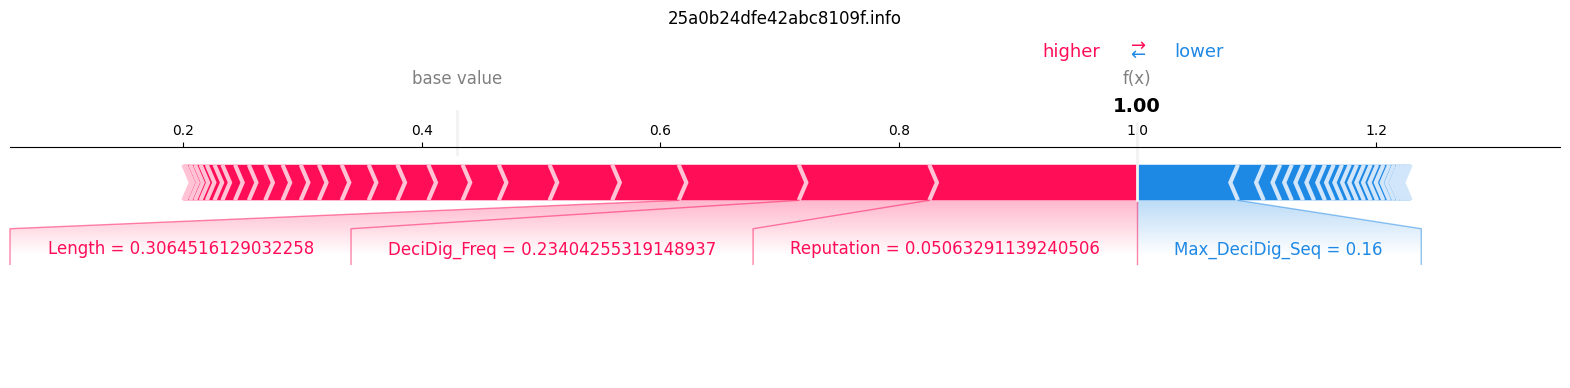 25a0b24dfe42abc8109f.info
higher ⇄ lower
base value f(x)
1.00
0.2 0.4 0.6 0.8 1.0 1.2
Length = 0.3064516129032258 DeciDig_Freq = 0.23404255319148937 Reputation = 0.05063291139240506 Max_DeciDig_Seq = 0.16